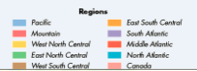 Regions
Pacific East South Central
Mountain South Atlantic
West North Central Middle Atlantic
East North Central North Atlantic
West South Central Canada